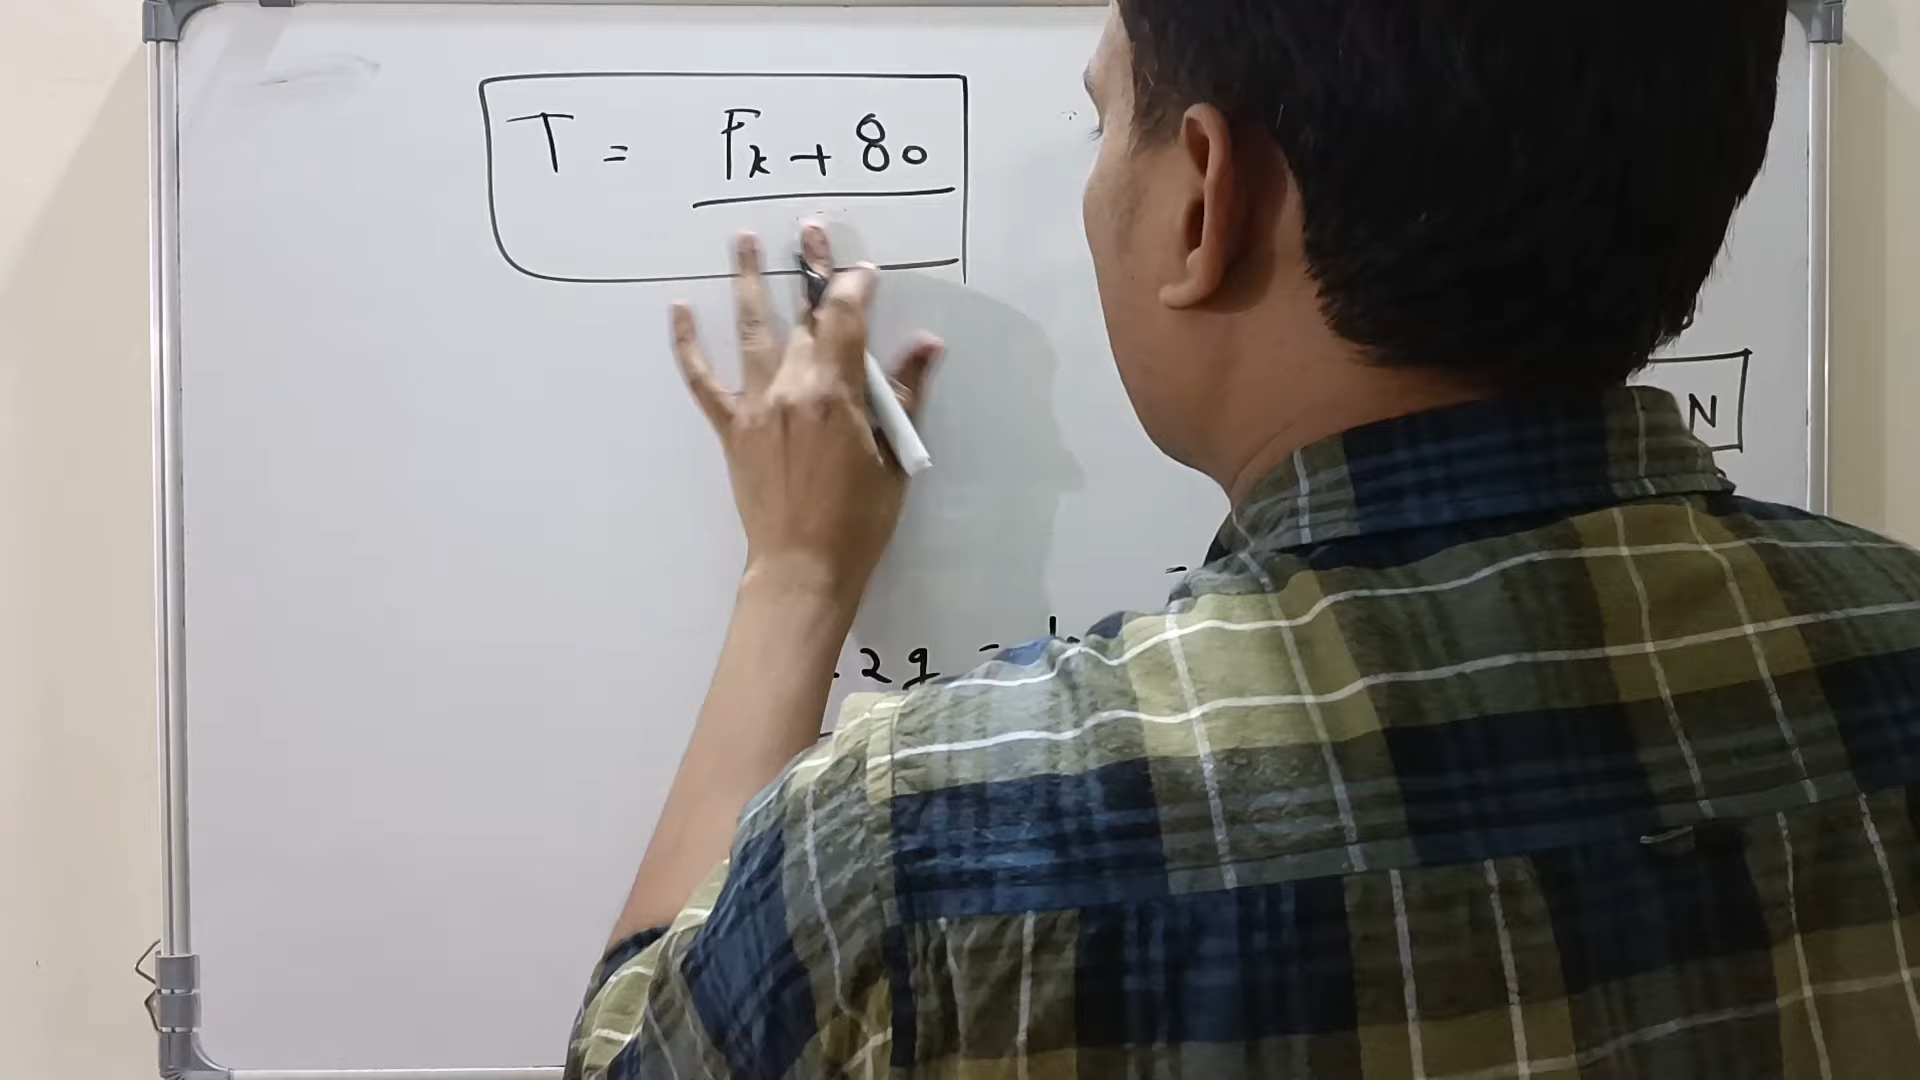 T = Fk + 80
N
-
. 2g =